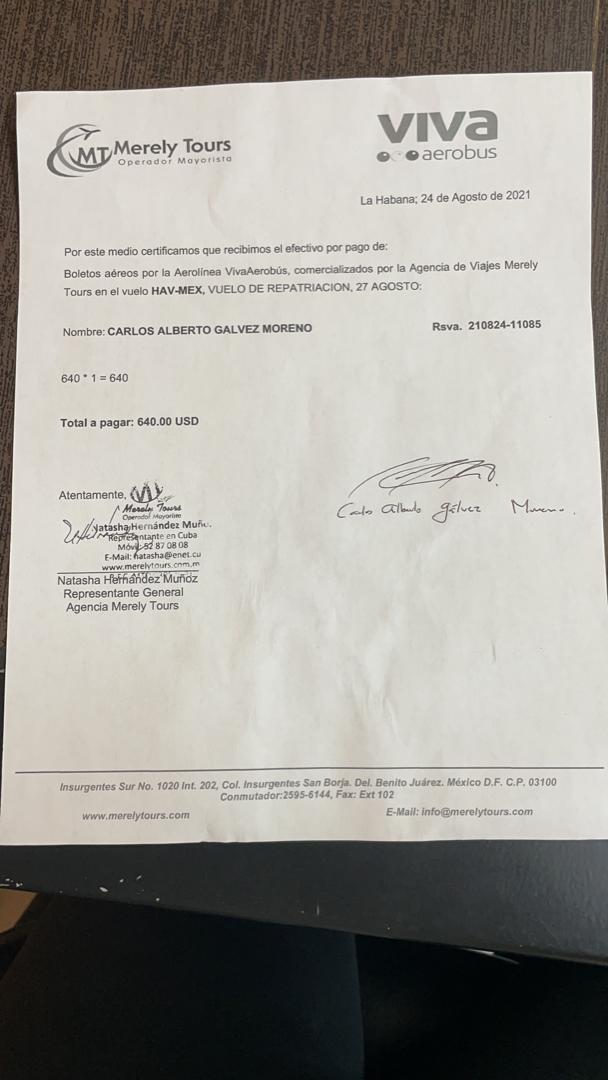 MT Merely Tours
Operador Mayorista
VIVA
aerobus
La Habana; 24 de Agosto de 2021
Por este medio certificamos que recibimos el efectivo por pago de:
Boletos aéreos por la Aerolínea VivaAerobús, comercializados por la Agencia de Viajes Merely
Tours en el vuelo HAV-MEX, VUELO DE REPATRIACION, 27 AGOSTO:
Nombre: CARLOS ALBERTO GALVEZ MORENO
Rsva. 210824-11085
640 * 1 = 640
Total a pagar: 640.00 USD
Atentamente,
Merely Tours
Operador Mayorista
Natasha Hernández Muñ.
Representante en Cuba
Móvil: 52 87 08 08
E-Mail: natasha@enet.cu
www.merelytours.com.m
Natasha Hernández Muñoz
Representante General
Agencia Merely Tours
Carlos Alberto Gálvez Moreno.
Insurgentes Sur No. 1020 Int. 202, Col. Insurgentes San Borja. Del. Benito Juárez. México D.F. C.P. 03100
Conmutador:2595-6144, Fax: Ext 102
www.merelytours.com
E-Mail: info@merelytours.com